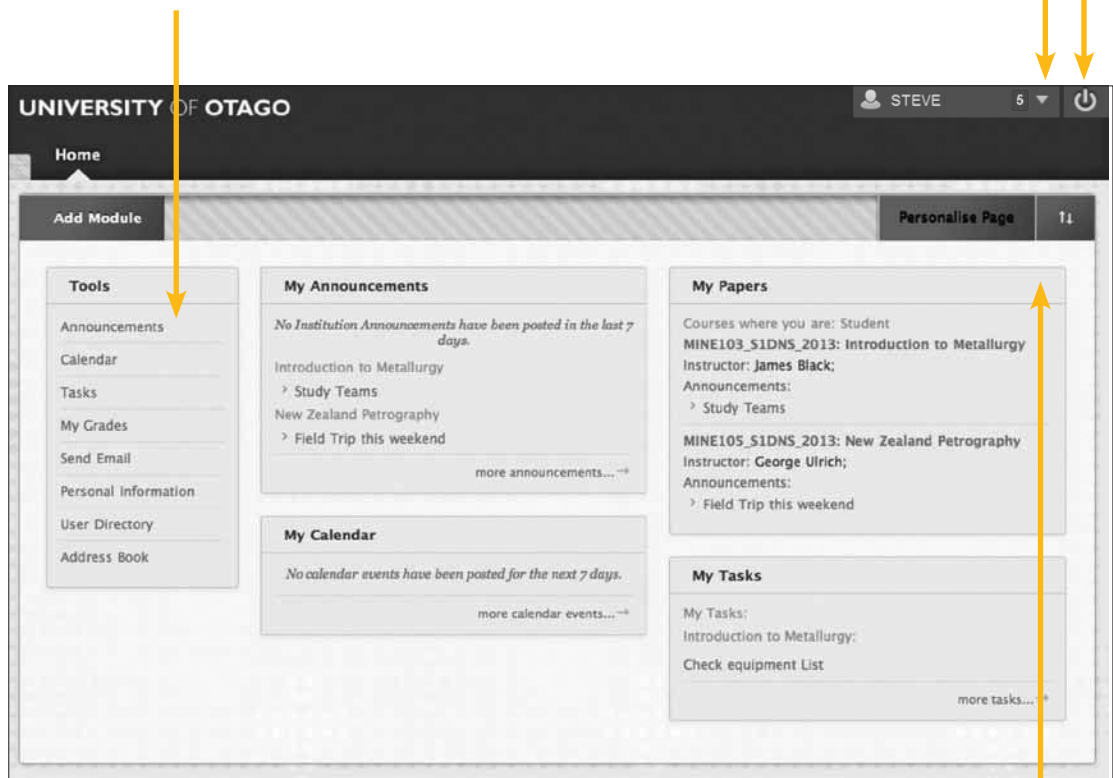 UNIVERSITY OF OTAGO
STEVE 5
Home
Add Module
Personalise Page
Tools
Announcements
Calendar
Tasks
My Grades
Send Email
Personal Information
User Directory
Address Book
My Announcements
No Institution Announcements have been posted in the last 7
days.
Introduction to Metallurgy
> Study Teams
New Zealand Petrography
> Field Trip this weekend
more announcements...→
My Calendar
No calendar events have been posted for the next 7 days.
more calendar events...→
My Papers
Courses where you are: Student
MINE103_S1DNS_2013: Introduction to Metallurgy
Instructor: James Black;
Announcements:
> Study Teams
MINE105_S1DNS_2013: New Zealand Petrography
Instructor: George Ulrich;
Announcements:
> Field Trip this weekend
My Tasks
My Tasks:
Introduction to Metallurgy:
Check equipment List
more tasks...→